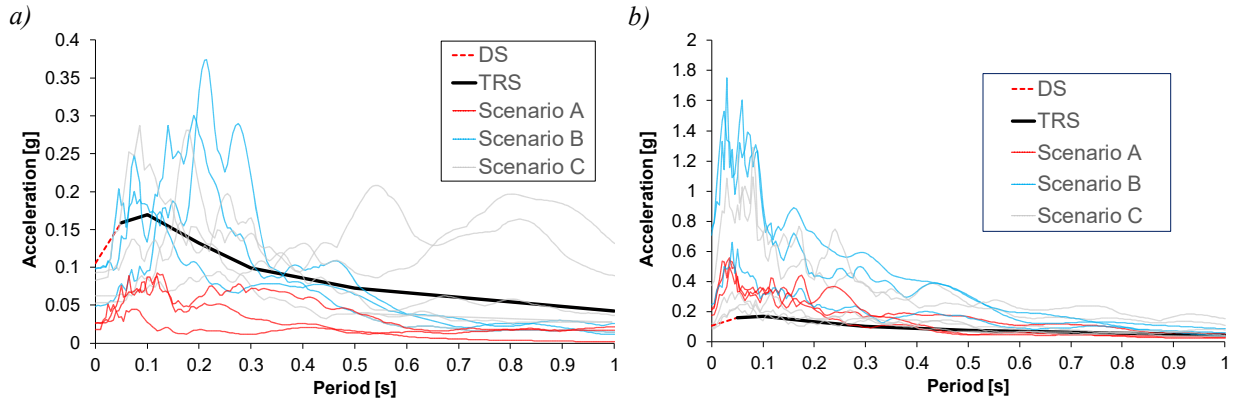 a)
0.4
0.35
0.3
0.25
0.2
0.15
0.1
0.05
0
Acceleration [g]
DS
TRS
Scenario A
Scenario B
Scenario C
0 0.1 0.2 0.3 0.4 0.5 0.6 0.7 0.8 0.9 1
Period [s]
b)
2
1.8
1.6
1.4
1.2
1
0.8
0.6
0.4
0.2
0
Acceleration [g]
DS
TRS
Scenario A
Scenario B
Scenario C
0 0.1 0.2 0.3 0.4 0.5 0.6 0.7 0.8 0.9 1
Period [s]